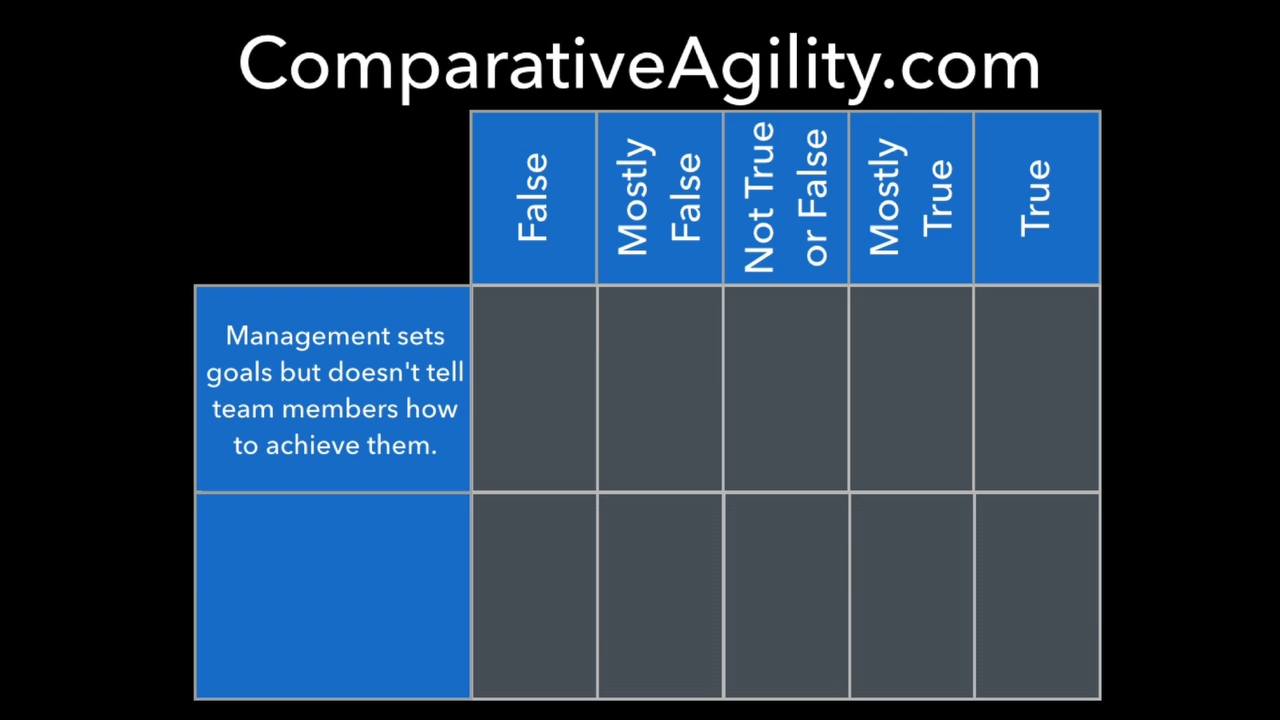 ComparativeAgility.com
False
Mostly
False
Not True
or False
Mostly
True
True
Management sets
goals but doesn't tell
team members how
to achieve them.